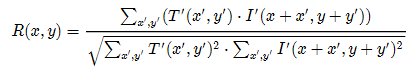 R(x, y) = \frac{\sum_{x',y'} (T'(x', y') \cdot I'(x + x', y + y'))}{\sqrt{\sum_{x',y'} T'(x', y')^2 \cdot \sum_{x',y'} I'(x + x', y + y')^2}}